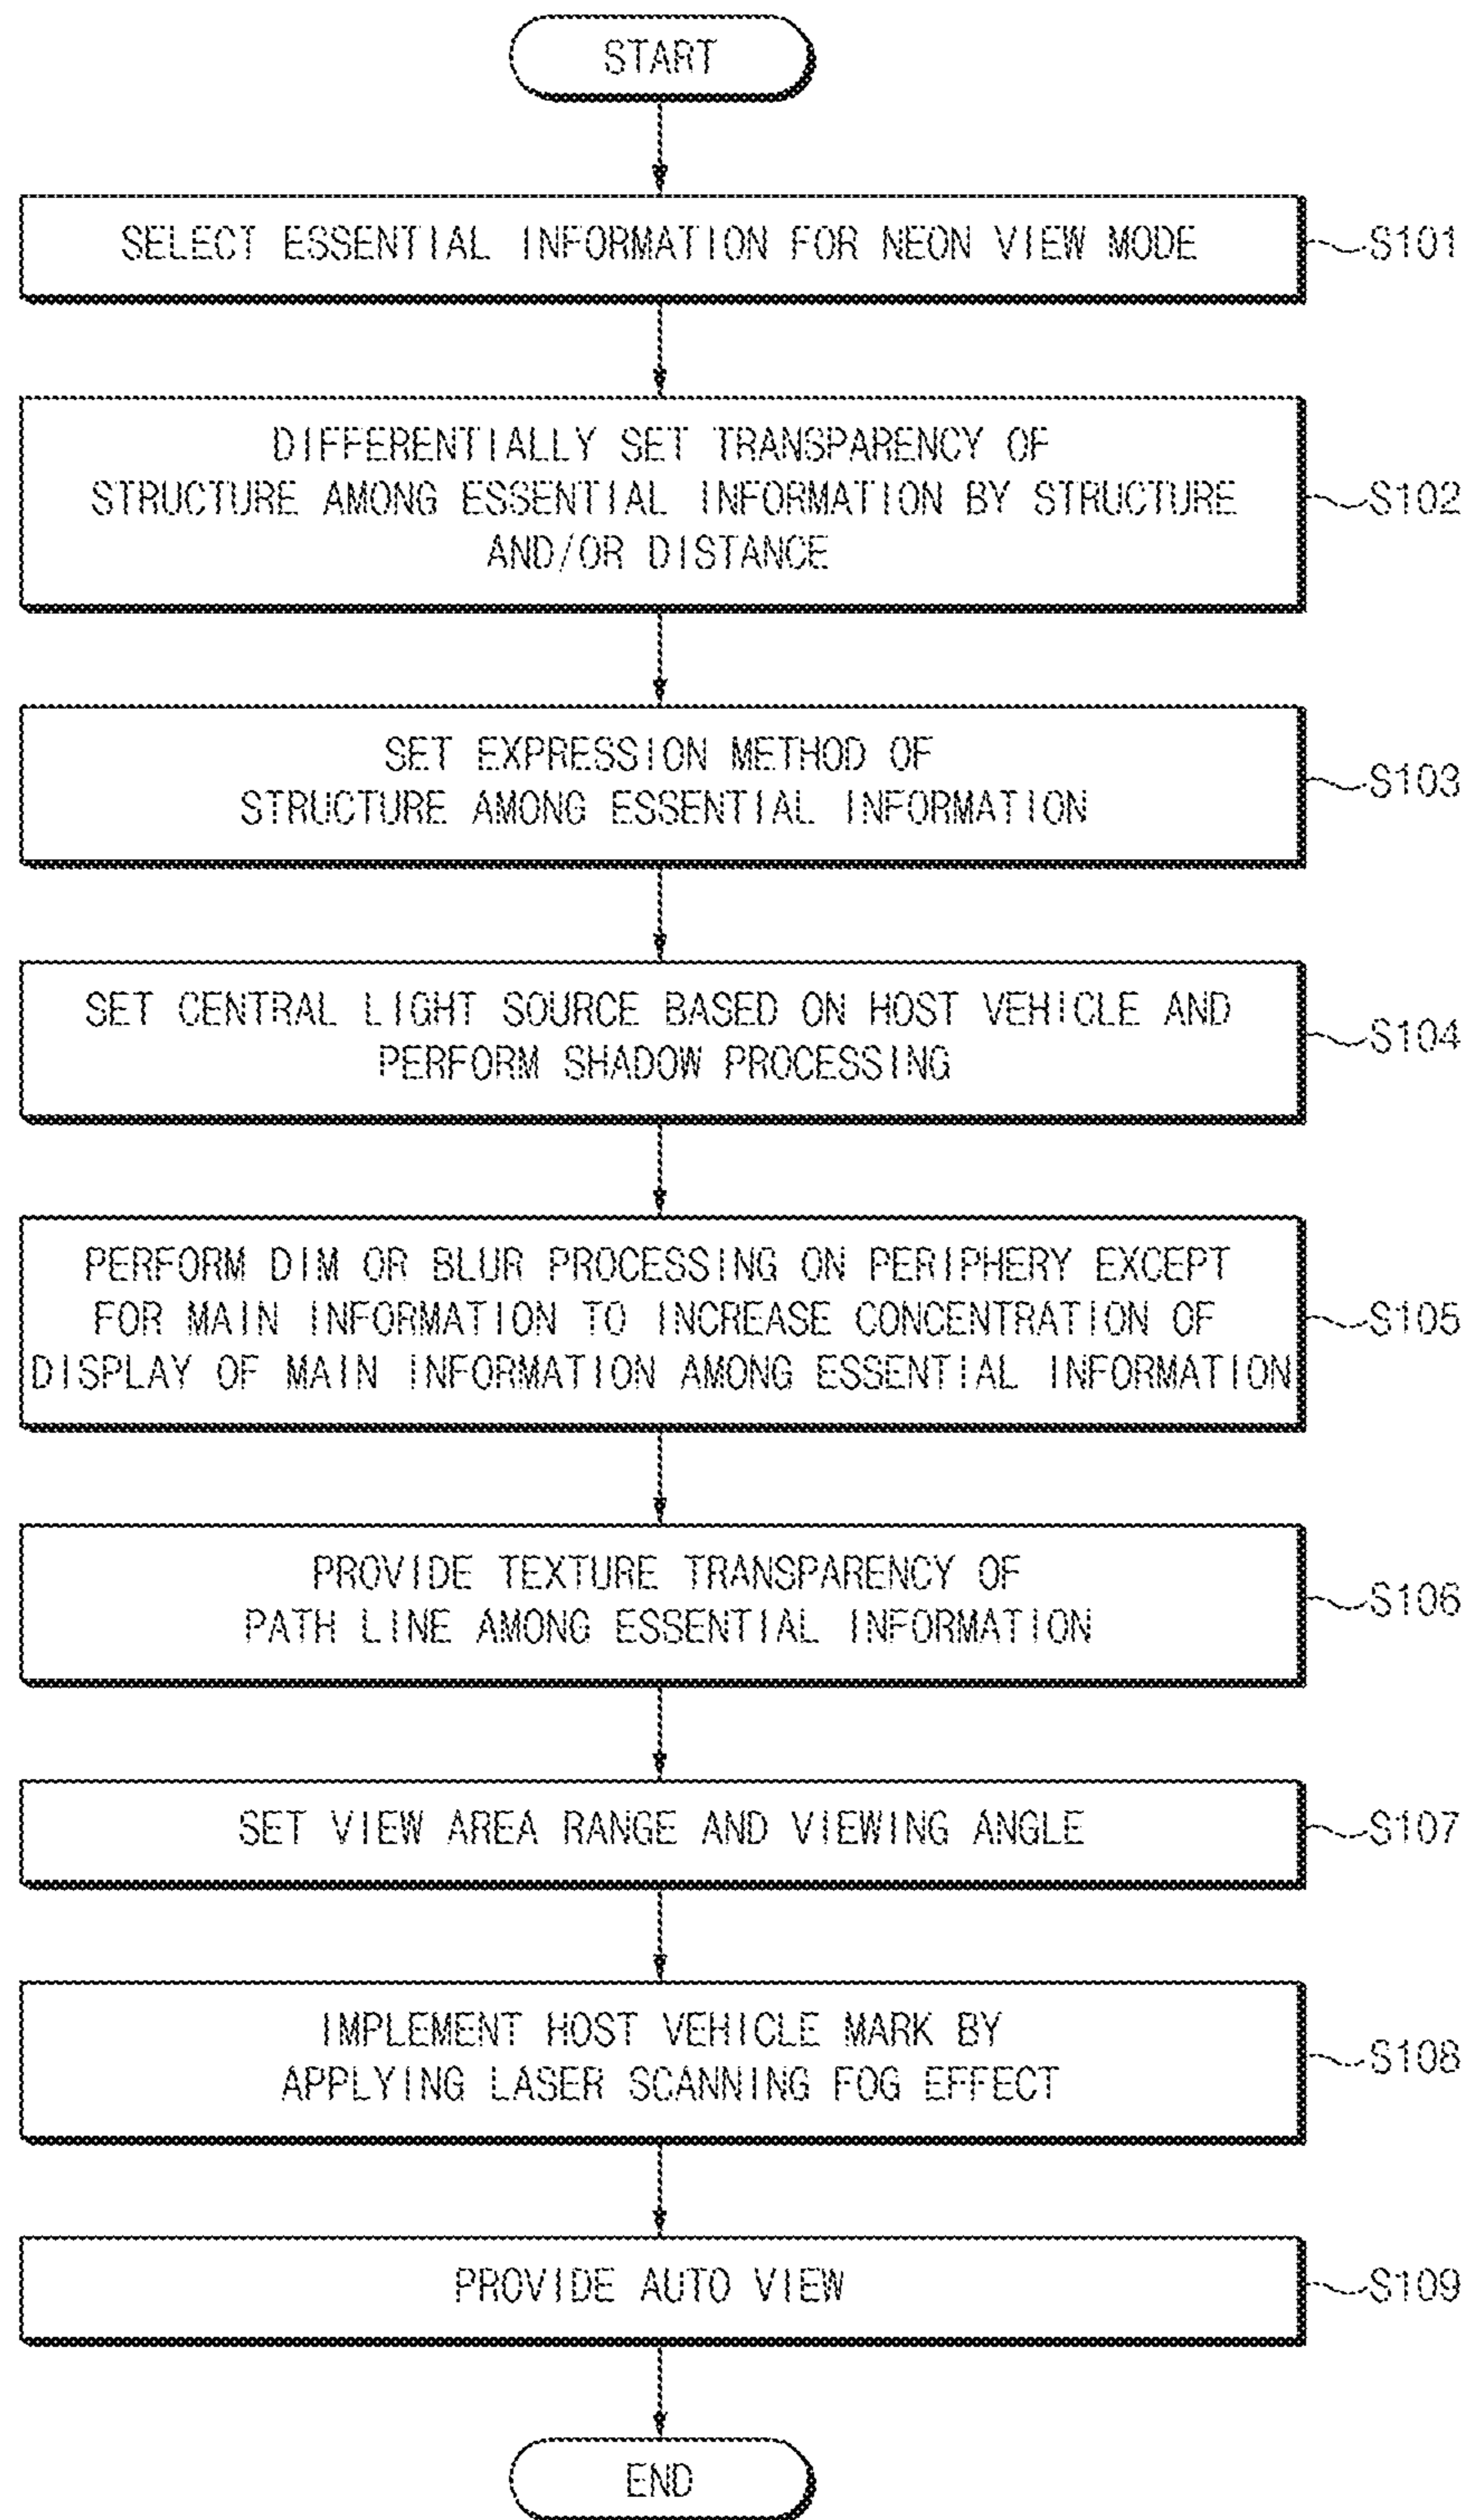 START
SELECT ESSENTIAL INFORMATION FOR NEON VIEW MODE
S101
DIFFERENTIALLY SET TRANSPARENCY OF
STRUCTURE AMONG ESSENTIAL INFORMATION BY STRUCTURE
AND/OR DISTANCE
S102
SET EXPRESSION METHOD OF
STRUCTURE AMONG ESSENTIAL INFORMATION
S103
SET CENTRAL LIGHT SOURCE BASED ON HOST VEHICLE AND
PERFORM SHADOW PROCESSING
S104
PERFORM DIM OR BLUR PROCESSING ON PERIPHERY EXCEPT
FOR MAIN INFORMATION TO INCREASE CONCENTRATION OF
DISPLAY OF MAIN INFORMATION AMONG ESSENTIAL INFORMATION
S105
PROVIDE TEXTURE TRANSPARENCY OF
PATH LINE AMONG ESSENTIAL INFORMATION
S106
SET VIEW AREA RANGE AND VIEWING ANGLE
S107
IMPLEMENT HOST VEHICLE MARK BY
APPLYING LASER SCANNING FOG EFFECT
S108
PROVIDE AUTO VIEW
S109
END